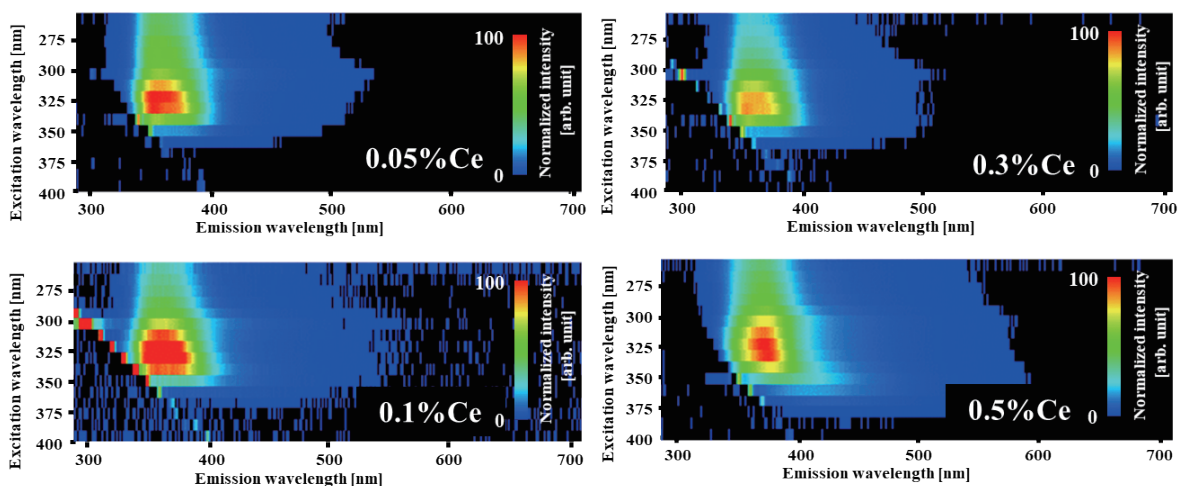 Excitation wavelength [nm]
275
300
325
350
375
400
300
400
500
600
700
Emission wavelength [nm]
0.05%Ce
100
0
Normalized intensity
[arb. unit]
Excitation wavelength [nm]
275
300
325
350
375
400
300
400
500
600
700
Emission wavelength [nm]
0.3%Ce
100
0
Normalized intensity
[arb. unit]
Excitation wavelength [nm]
275
300
325
350
375
400
300
400
500
600
700
Emission wavelength [nm]
0.1%Ce
100
0
Normalized intensity
[arb. unit]
Excitation wavelength [nm]
275
300
325
350
375
400
300
400
500
600
700
Emission wavelength [nm]
0.5%Ce
100
0
Normalized intensity
[arb. unit]